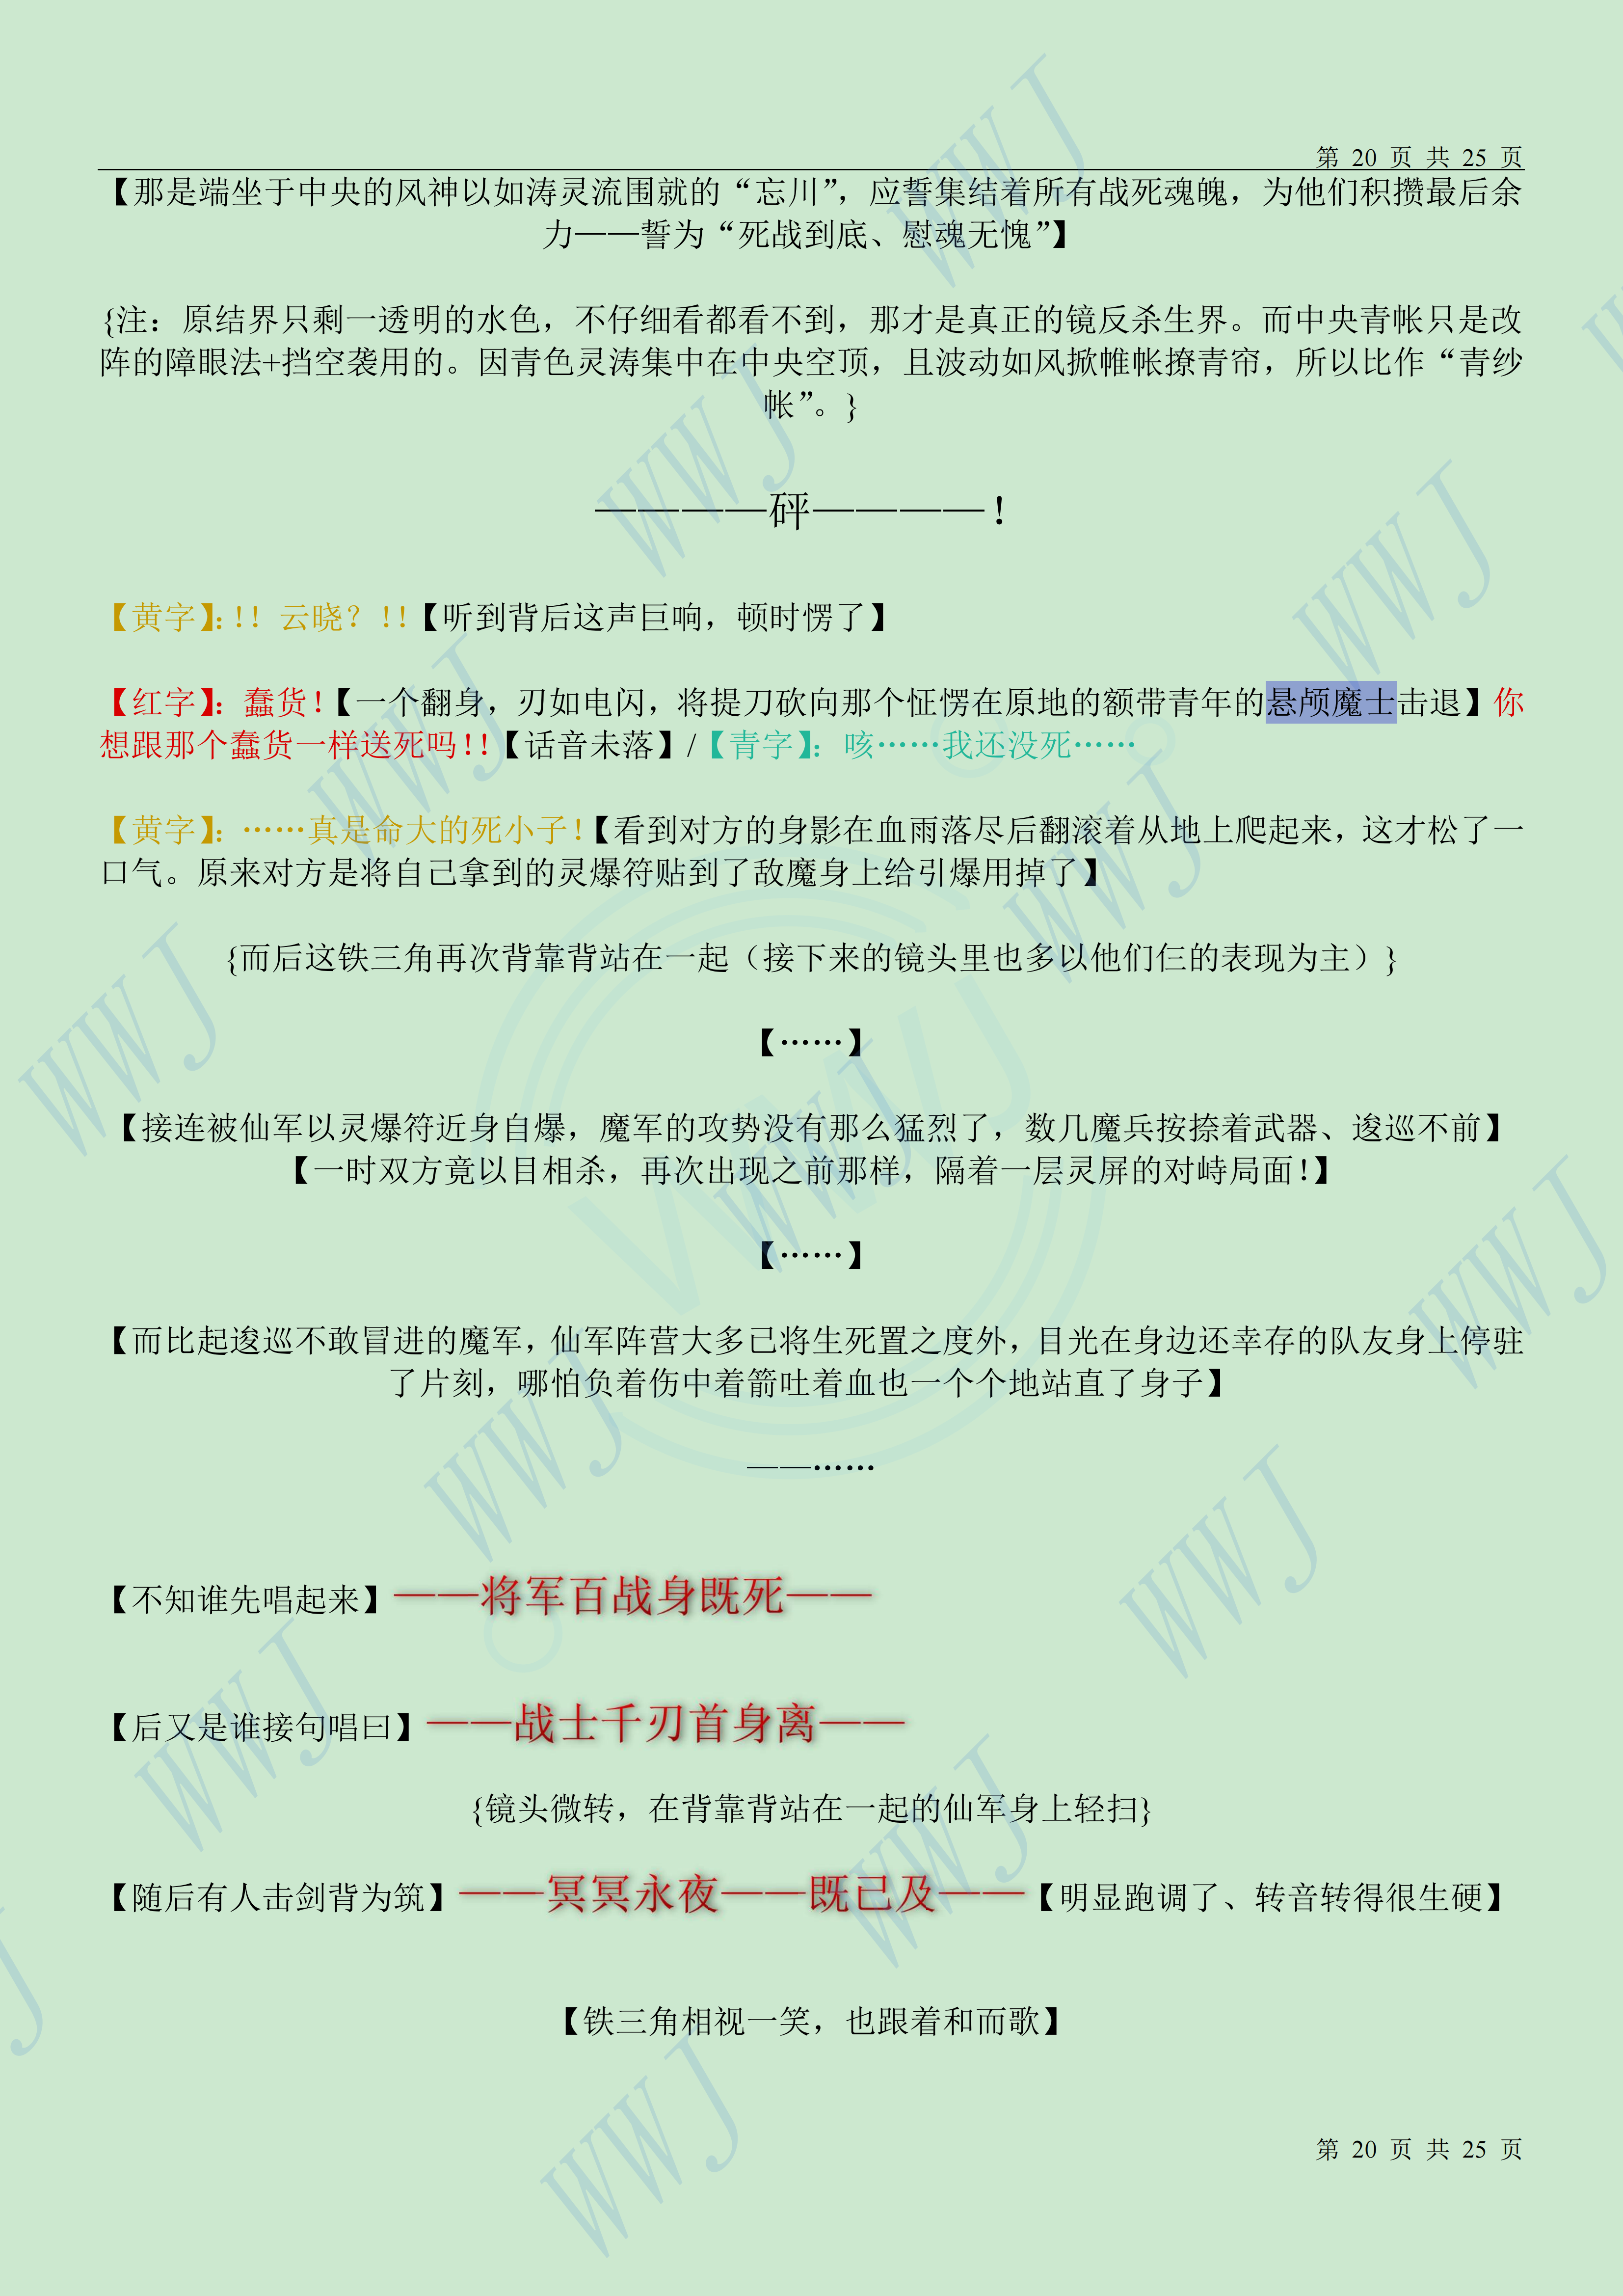 第 20 页 共 25 页
【那是端坐于中央的风神以如涛灵流围就的“忘川”，应誓集结着所有战死魂魄，为他们积攒最后余
力——誓为“死战到底、慰魂无愧”】
{注：原结界只剩一透明的水色，不仔细看都看不到，那才是真正的镜反杀生界。而中央青帐只是改
阵的障眼法+挡空袭用的。因青色灵涛集中在中央空顶，且波动如风掀帷帐撩青帘，所以比作“青纱
帐”。}
————砰————！
【黄字】：！！云晓？！！【听到背后这声巨响，顿时愣了】
【红字】：蠢货！【一个翻身，刃如电闪，将提刀砍向那个怔愣在原地的额带青年的悬颅魔士击退】你
想跟那个蠢货一样送死吗！！【话音未落】/【青字】：咳……我还没死……
【黄字】：……真是命大的死小子！【看到对方的身影在血雨落尽后翻滚着从地上爬起来，这才松了一
口气。原来对方是将自己拿到的灵爆符贴到了敌魔身上给引爆用掉了】
{而后这铁三角再次背靠背站在一起（接下来的镜头里也多以他们仨的表现为主）}
【……】
【接连被仙军以灵爆符近身自爆，魔军的攻势没有那么猛烈了，数几魔兵按捺着武器、逡巡不前】
【一时双方竟以目相杀，再次出现之前那样，隔着一层灵屏的对峙局面！】
【……】
【而比起逡巡不敢冒进的魔军，仙军阵营大多已将生死置之度外，目光在身边还幸存的队友身上停驻
了片刻，哪怕负着伤中着箭吐着血也一个个地站直了身子】
——……
【不知谁先唱起来】——将军百战身既死——
【后又是谁接句唱曰】——战士千刃首身离——
{镜头微转，在背靠背站在一起的仙军身上轻扫}
【随后有人击剑背为筑】——冥冥永夜——既已及——【明显跑调了、转音转得很生硬】
【铁三角相视一笑，也跟着和而歌】
第 20 页 共 25 页